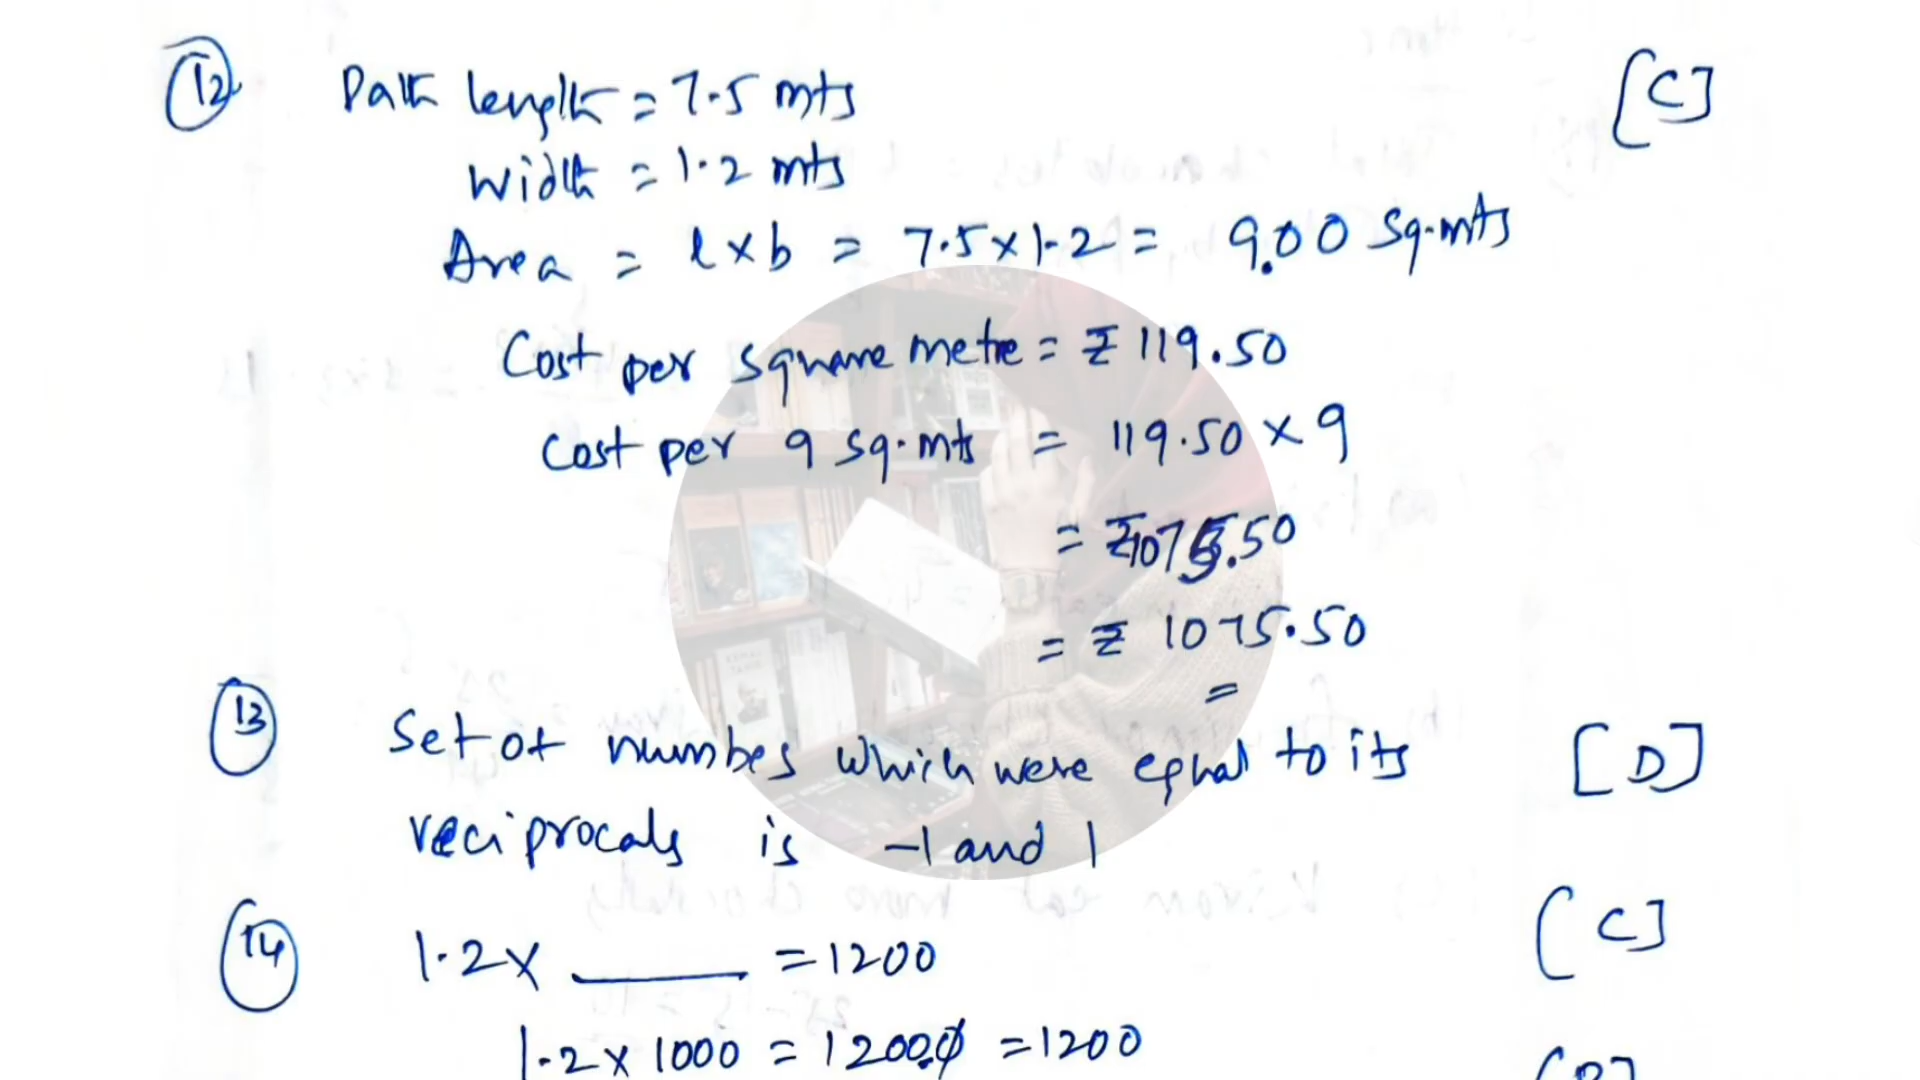 12 Path length = 7.5 mts [C]
width = 1.2 mts
Area = l x b = 7.5 x 1.2 = 9.00 Sq.mts
Cost per square metre = ₹ 119.50
Cost per 9 sq.mts = 119.50 x 9
= ₹1075.50
= ₹ 1075.50
=
13 Set of numbes which were equal to its [D]
reciprocals is -1 and 1
14 1.2 x ______ = 1200 [C]
1.2 x 1000 = 1200.0 = 1200